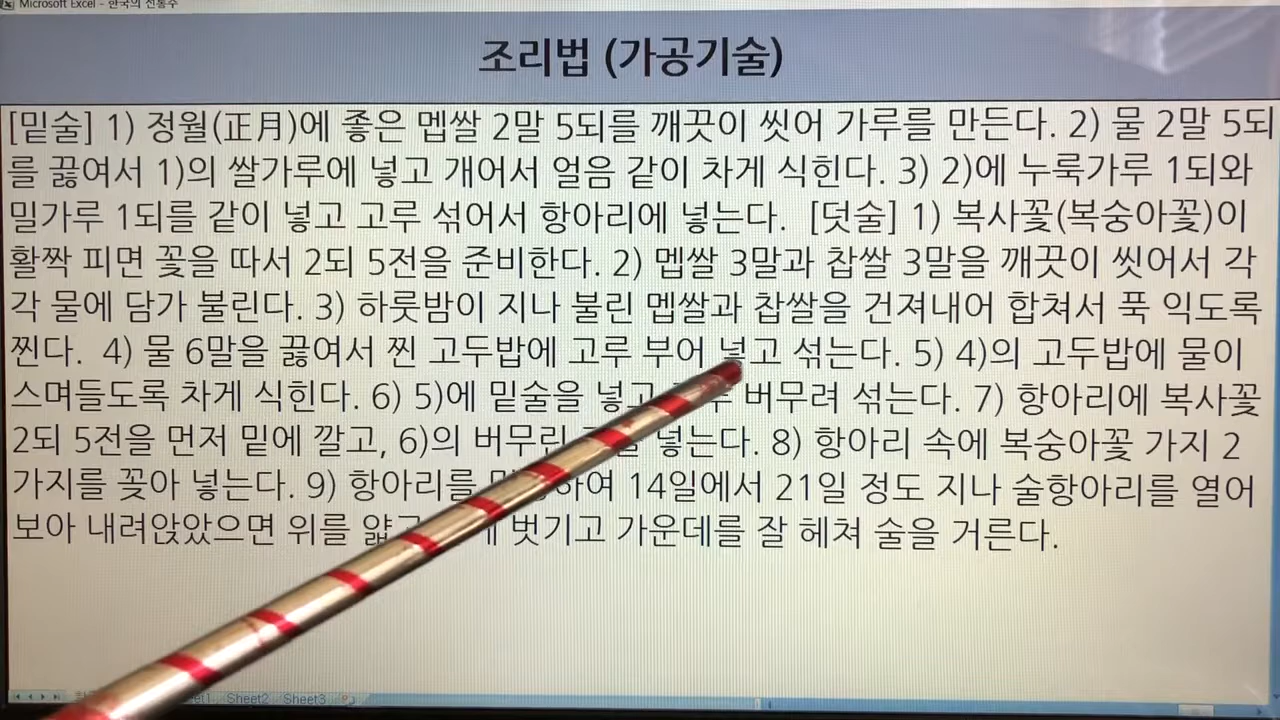 Microsoft Excel - 한국의 전통주
조리법 (가공기술)
[밑술] 1) 정월(正月)에 좋은 멥쌀 2말 5되를 깨끗이 씻어 가루를 만든다. 2) 물 2말 5되
를 끓여서 1)의 쌀가루에 넣고 개어서 얼음 같이 차게 식힌다. 3) 2)에 누룩가루 1되와
밀가루 1되를 같이 넣고 고루 섞어서 항아리에 넣는다. [덧술] 1) 복사꽃(복숭아꽃)이
활짝 피면 꽃을 따서 2되 5전을 준비한다. 2) 멥쌀 3말과 찹쌀 3말을 깨끗이 씻어서 각
각 물에 담가 불린다. 3) 하룻밤이 지나 불린 멥쌀과 찹쌀을 건져내어 합쳐서 푹 익도록
찐다. 4) 물 6말을 끓여서 찐 고두밥에 고루 부어 넣고 섞는다. 5) 4)의 고두밥에 물이
스며들도록 차게 식힌다. 6) 5)에 밑술을 넣고 버무려 섞는다. 7) 항아리에 복사꽃
2되 5전을 먼저 밑에 깔고, 6)의 버무린 넣는다. 8) 항아리 속에 복숭아꽃 가지 2
가지를 꽂아 넣는다. 9) 항아리를 14일에서 21일 정도 지나 술항아리를 열어
보아 내려앉았으면 위를 벗기고 가운데를 잘 헤쳐 술을 거른다.
Sheet2 Sheet3